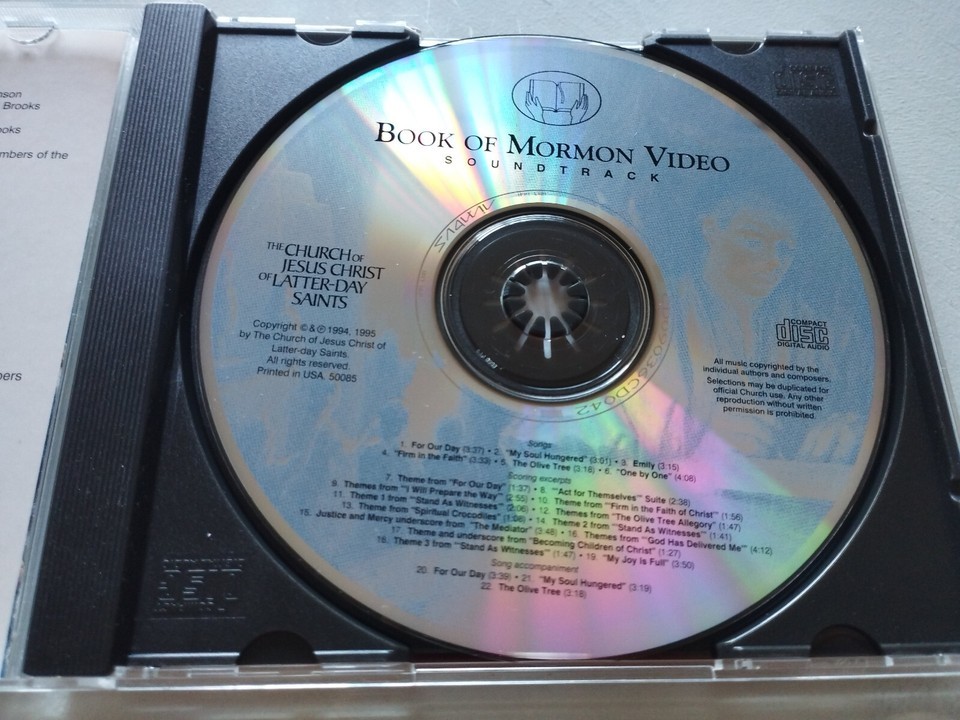 nson
Brooks
ooks
mbers of the
bers
BOOK OF MORMON VIDEO
SOUNDTRACK
THE CHURCH OF
JESUS CHRIST
OF LATTER-DAY
SAINTS
Copyright ©&℗1994, 1995
by The Church of Jesus Christ of
Latter-day Saints.
All rights reserved.
Printed in USA. 50085
COMPACT
disc
DIGITAL AUDIO
All music copyrighted by the
individual authors and composers.
Selections may be duplicated for
official Church use. Any other
reproduction without written
permission is prohibited.
Songs
1. For Our Day (3:37) • 2. "My Soul Hungered" (3:01) • 3. Emily (3:15)
4. "Firm in the Faith" (3:33) • 5. The Olive Tree (3:18) • 6. "One by One" (4:08)
Scoring excerpts
7. Theme from "For Our Day" (1:37) • 8. "'Act for Themselves'" Suite (2:38)
9. Themes from "'I Will Prepare the Way'" (2:55) • 10. Theme from "'Firm in the Faith of Christ'" (1:56)
11. Theme 1 from "'Stand As Witnesses'" (2:06) • 12. Themes from "The Olive Tree Allegory" (1:47)
13. Theme from "Spiritual Crocodiles" (1:08) • 14. Theme 2 from "'Stand As Witnesses'" (1:41)
15. Justice and Mercy underscore from "The Mediator" (3:48) • 16. Themes from "'God Has Delivered Me'" (4:12)
17. Theme and underscore from "Becoming Children of Christ" (1:27)
18. Theme 3 from "'Stand As Witnesses'" (1:47) • 19. "My Joy is Full" (3:50)
Song accompaniment
20. For Our Day (3:39) • 21. "My Soul Hungered" (3:19)
22. The Olive Tree (3:18)